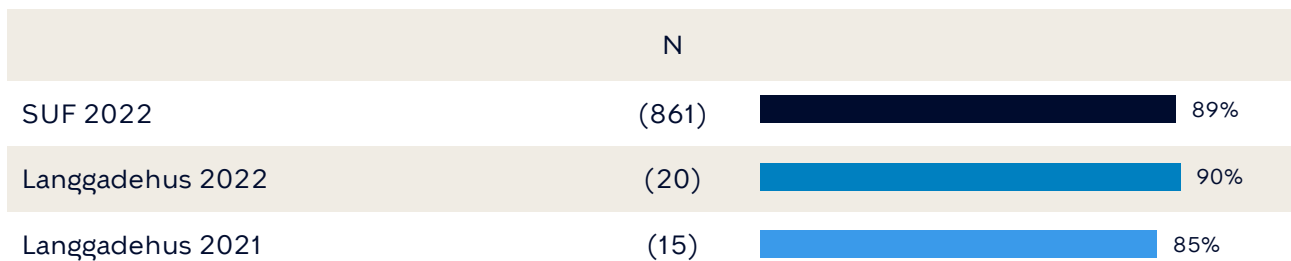 N
SUF 2022 (861) 89%
Langgadehus 2022 (20) 90%
Langgadehus 2021 (15) 85%